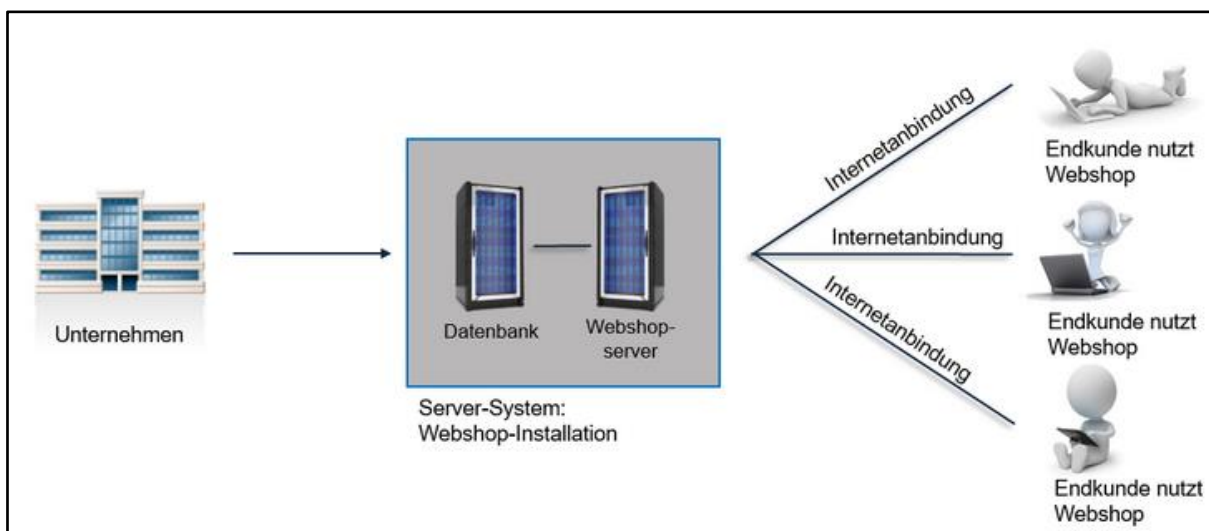 Unternehmen
Datenbank
Webshop-
server
Server-System:
Webshop-Installation
Internetanbindung
Internetanbindung
Internetanbindung
Endkunde nutzt
Webshop
Endkunde nutzt
Webshop
Endkunde nutzt
Webshop